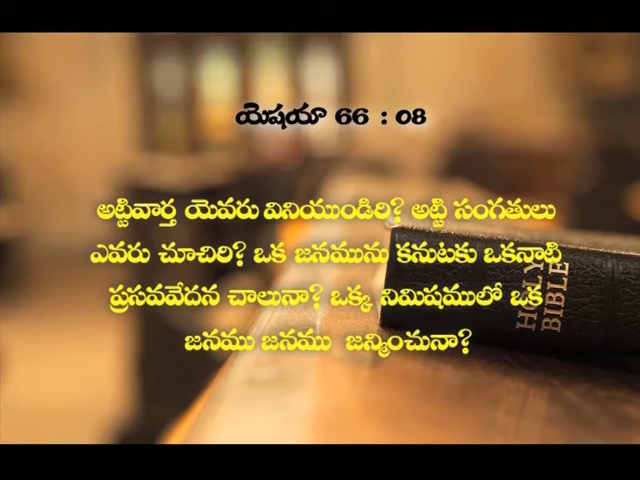 యెషయా 66 : 08
అట్టివార్త యెవరు వినియుండిరి? అట్టి సంగతులు
ఎవరు చూచిరి? ఒక జనమును కనుటకు ఒకనాటి
ప్రసవవేదన చాలునా? ఒక్క నిమిషములో ఒక
జనము జనము జన్మించునా?
HOLY
BIBLE